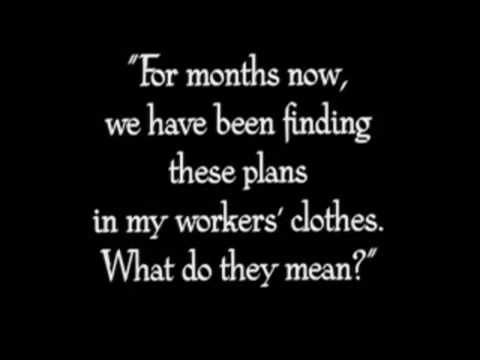 "For months now,
we have been finding
these plans
in my workers' clothes.
What do they mean?"